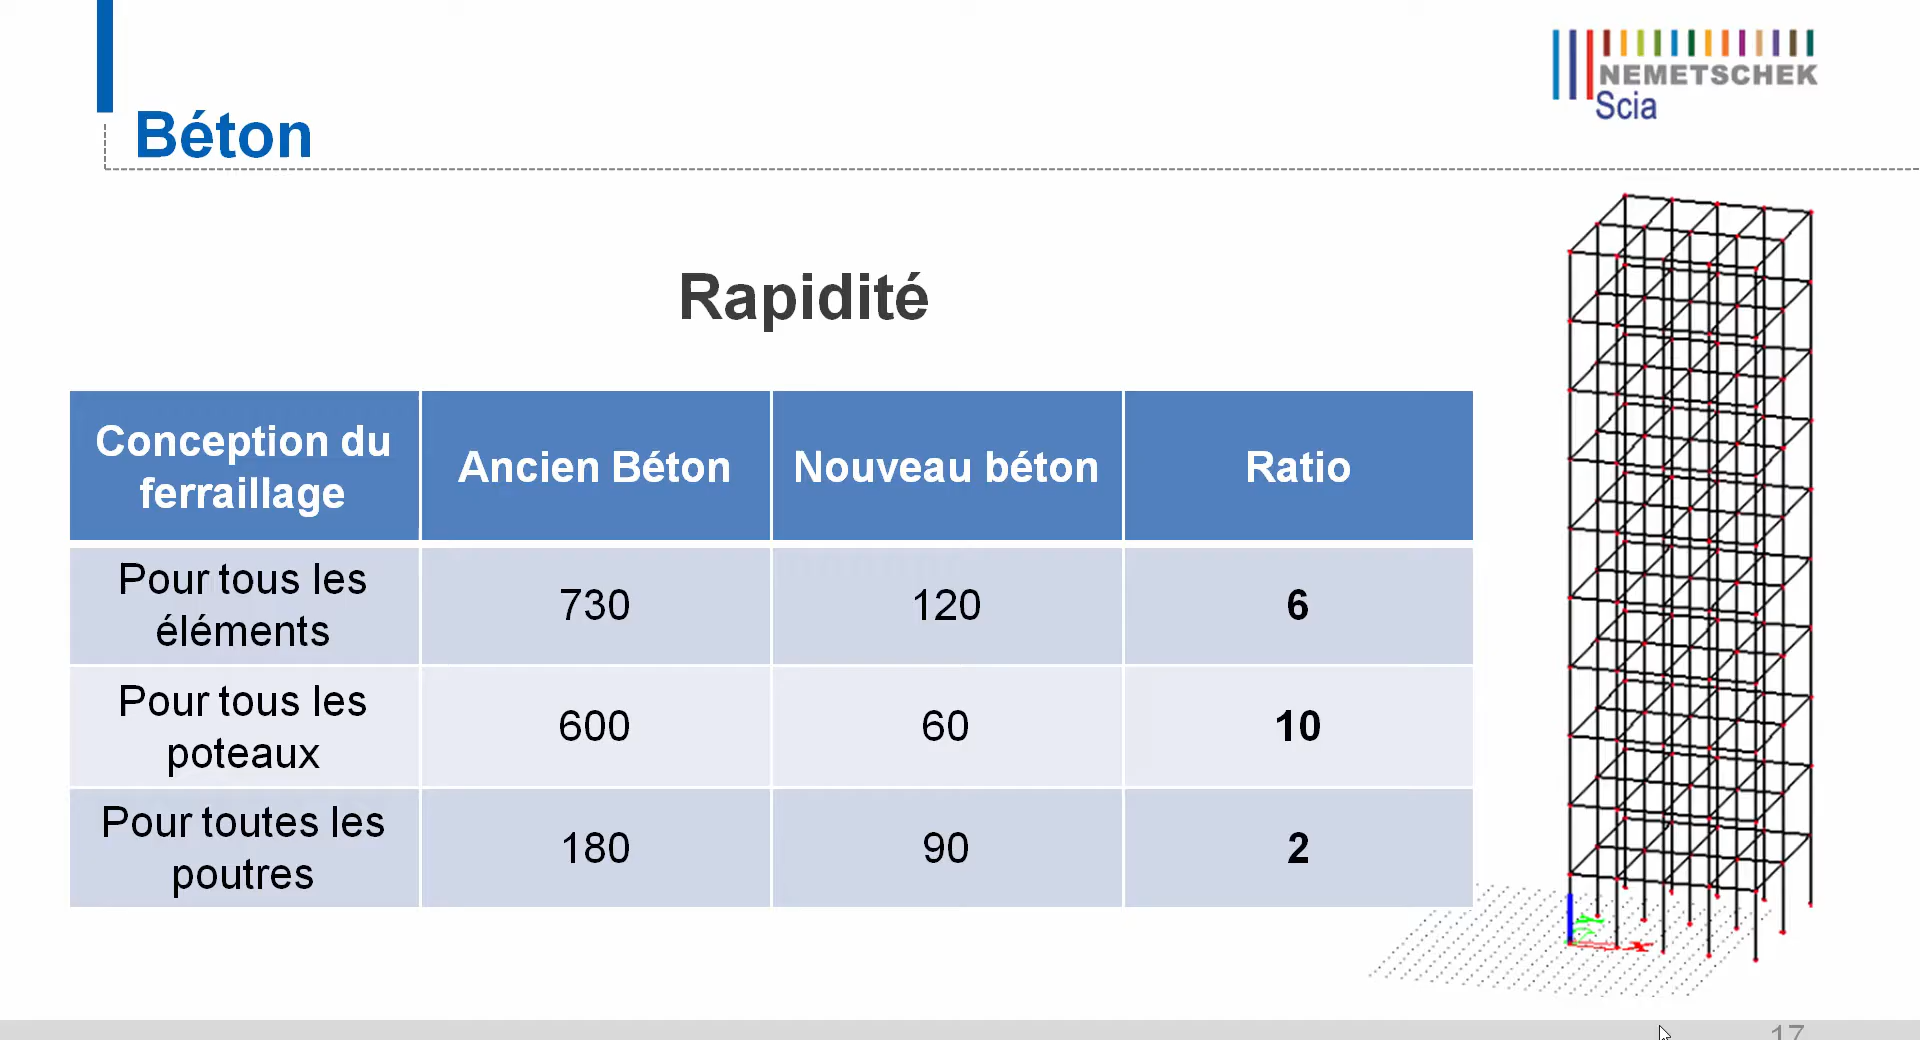 NEMETSCHEK
Scia
Béton
Rapidité
Conception du
ferraillage
Ancien Béton
Nouveau béton
Ratio
Pour tous les
éléments
730
120
6
Pour tous les
poteaux
600
60
10
Pour toutes les
poutres
180
90
2
x
17